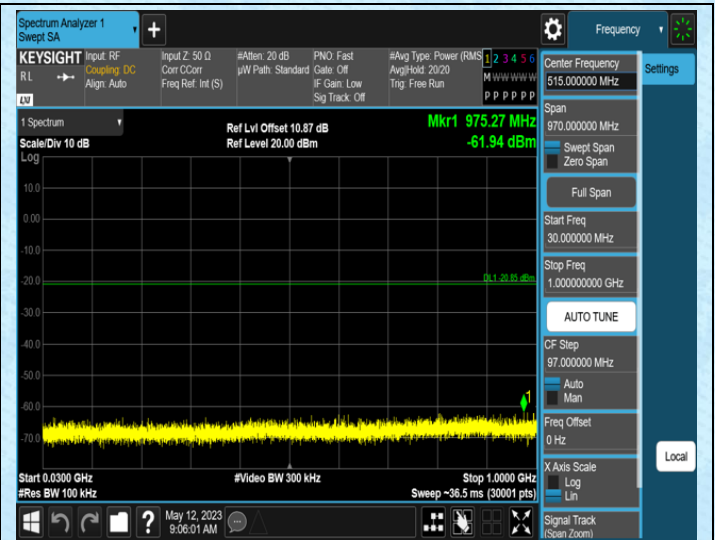 Spectrum Analyzer 1
Swept SA
+
Frequency
KEYSIGHT
RL
LXI
Input: RF
Coupling: DC
Align: Auto
Input Z: 50 Ω
Corr CCorr
Freq Ref: Int (S)
#Atten: 20 dB
µW Path: Standard
PNO: Fast
Gate: Off
IF Gain: Low
Sig Track: Off
#Avg Type: Power (RMS
Avg|Hold: 20/20
Trig: Free Run
1 2 3 4 5 6
M W W W W W
P P P P P P
1 Spectrum
Scale/Div 10 dB
Log
Ref Lvl Offset 10.87 dB
Ref Level 20.00 dBm
Mkr1 975.27 MHz
-61.94 dBm
10.0
0.00
-10.0
-20.0
DL1 -20.85 dBm
-30.0
-40.0
-50.0
-60.0
1
-70.0
Start 0.0300 GHz
#Res BW 100 kHz
#Video BW 300 kHz
Stop 1.0000 GHz
Sweep ~36.5 ms (30001 pts)
?
May 12, 2023
9:06:01 AM
Center Frequency
515.000000 MHz
Settings
Span
970.000000 MHz
Swept Span
Zero Span
Full Span
Start Freq
30.000000 MHz
Stop Freq
1.000000000 GHz
AUTO TUNE
CF Step
97.000000 MHz
Auto
Man
Freq Offset
0 Hz
Local
X Axis Scale
Log
Lin
Signal Track
(Span Zoom)